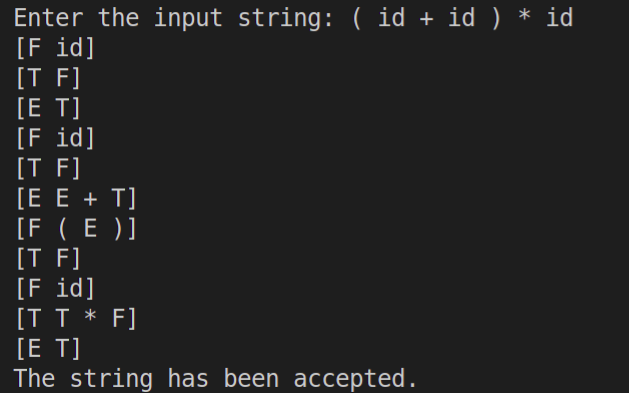 Enter the input string: ( id + id ) * id
[F id]
[T F]
[E T]
[F id]
[T F]
[E E + T]
[F ( E )]
[T F]
[F id]
[T T * F]
[E T]
The string has been accepted.